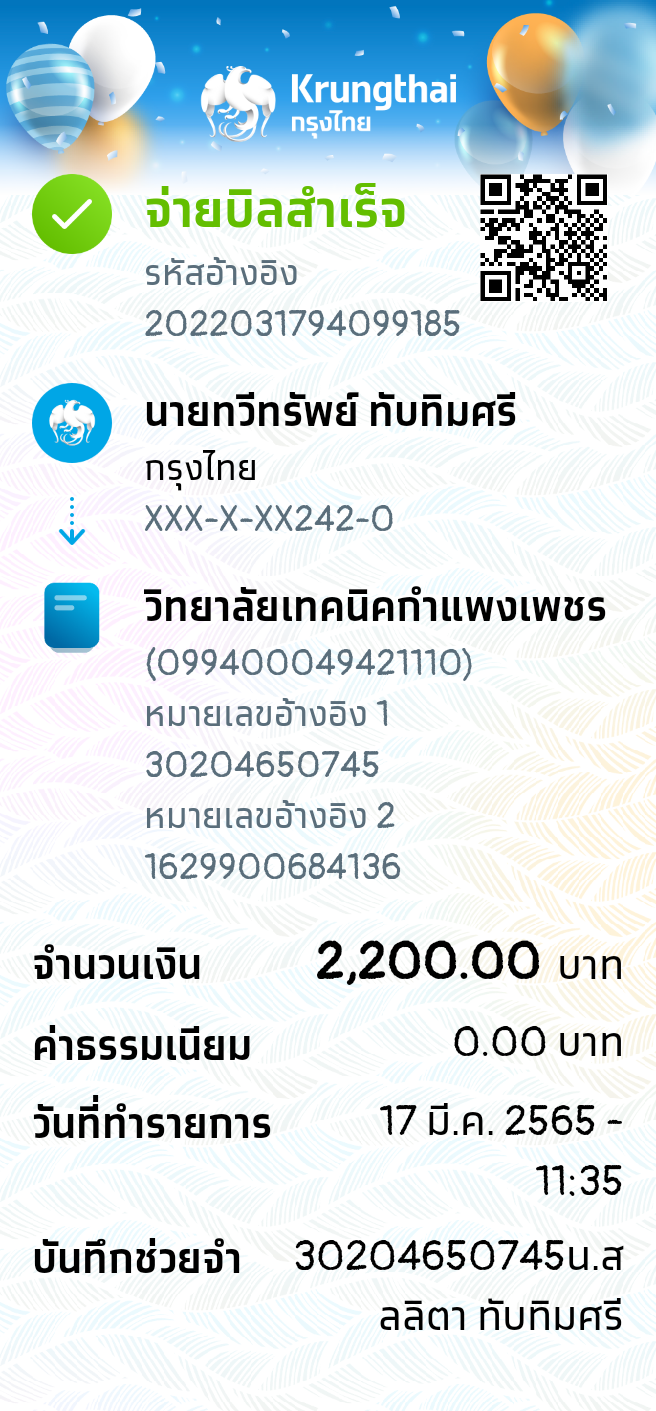 Krungthai
กรุงไทย
จ่ายบิลสำเร็จ
รหัสอ้างอิง
2022031794099185
นายทวีทรัพย์ ทับทิมศรี
กรุงไทย
XXX-X-XX242-0
วิทยาลัยเทคนิคกำแพงเพชร
(099400049421110)
หมายเลขอ้างอิง 1
30204650745
หมายเลขอ้างอิง 2
1629900684136
จำนวนเงิน 2,200.00 บาท
ค่าธรรมเนียม 0.00 บาท
วันที่ทำรายการ 17 มี.ค. 2565 -
11:35
บันทึกช่วยจำ 30204650745น.ส
ลลิตา ทับทิมศรี